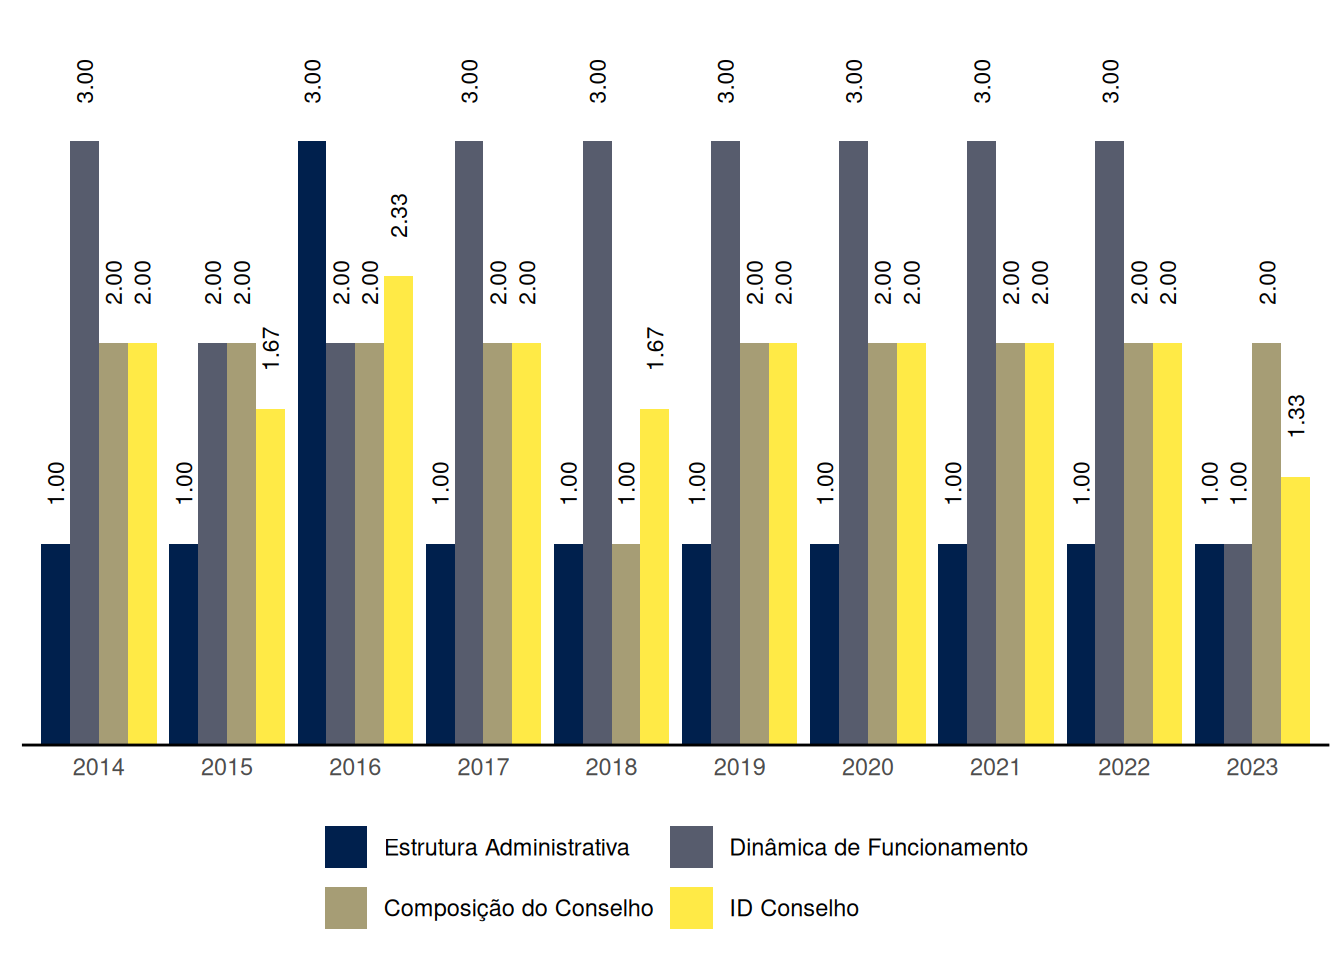 3.00 3.00 3.00 3.00 3.00 3.00 3.00 3.00
2.33
2.00 2.00 2.00 2.00 2.00 2.00 2.00 2.00 2.00 2.00 2.00 2.00 2.00 2.00 2.00 2.00 2.00
1.67 1.67
1.33
1.00 1.00 1.00 1.00 1.00 1.00 1.00 1.00 1.00 1.00 1.00
2014 2015 2016 2017 2018 2019 2020 2021 2022 2023
Estrutura Administrativa Dinâmica de Funcionamento
Composição do Conselho ID Conselho